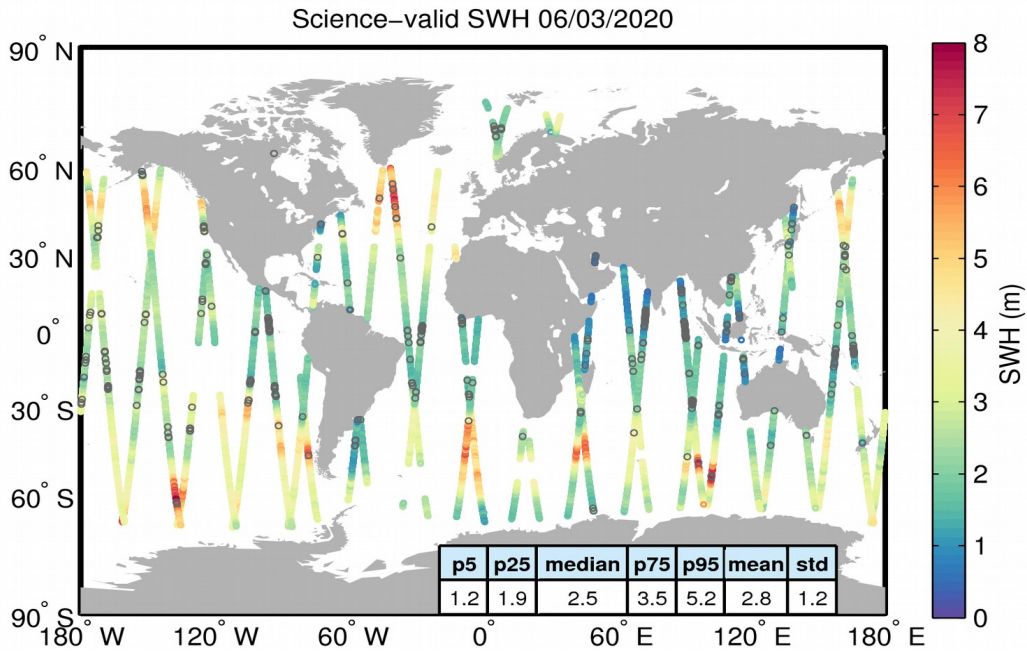 Science−valid SWH 06/03/2020
90° N
60° N
30° N
0°
30° S
60° S
90° S
180° W
120° W
60° W
0°
60° E
120° E
180° E
p5 p25 median p75 p95 mean std
1.2 1.9 2.5 3.5 5.2 2.8 1.2
8
7
6
5
4
3
2
1
0
SWH (m)